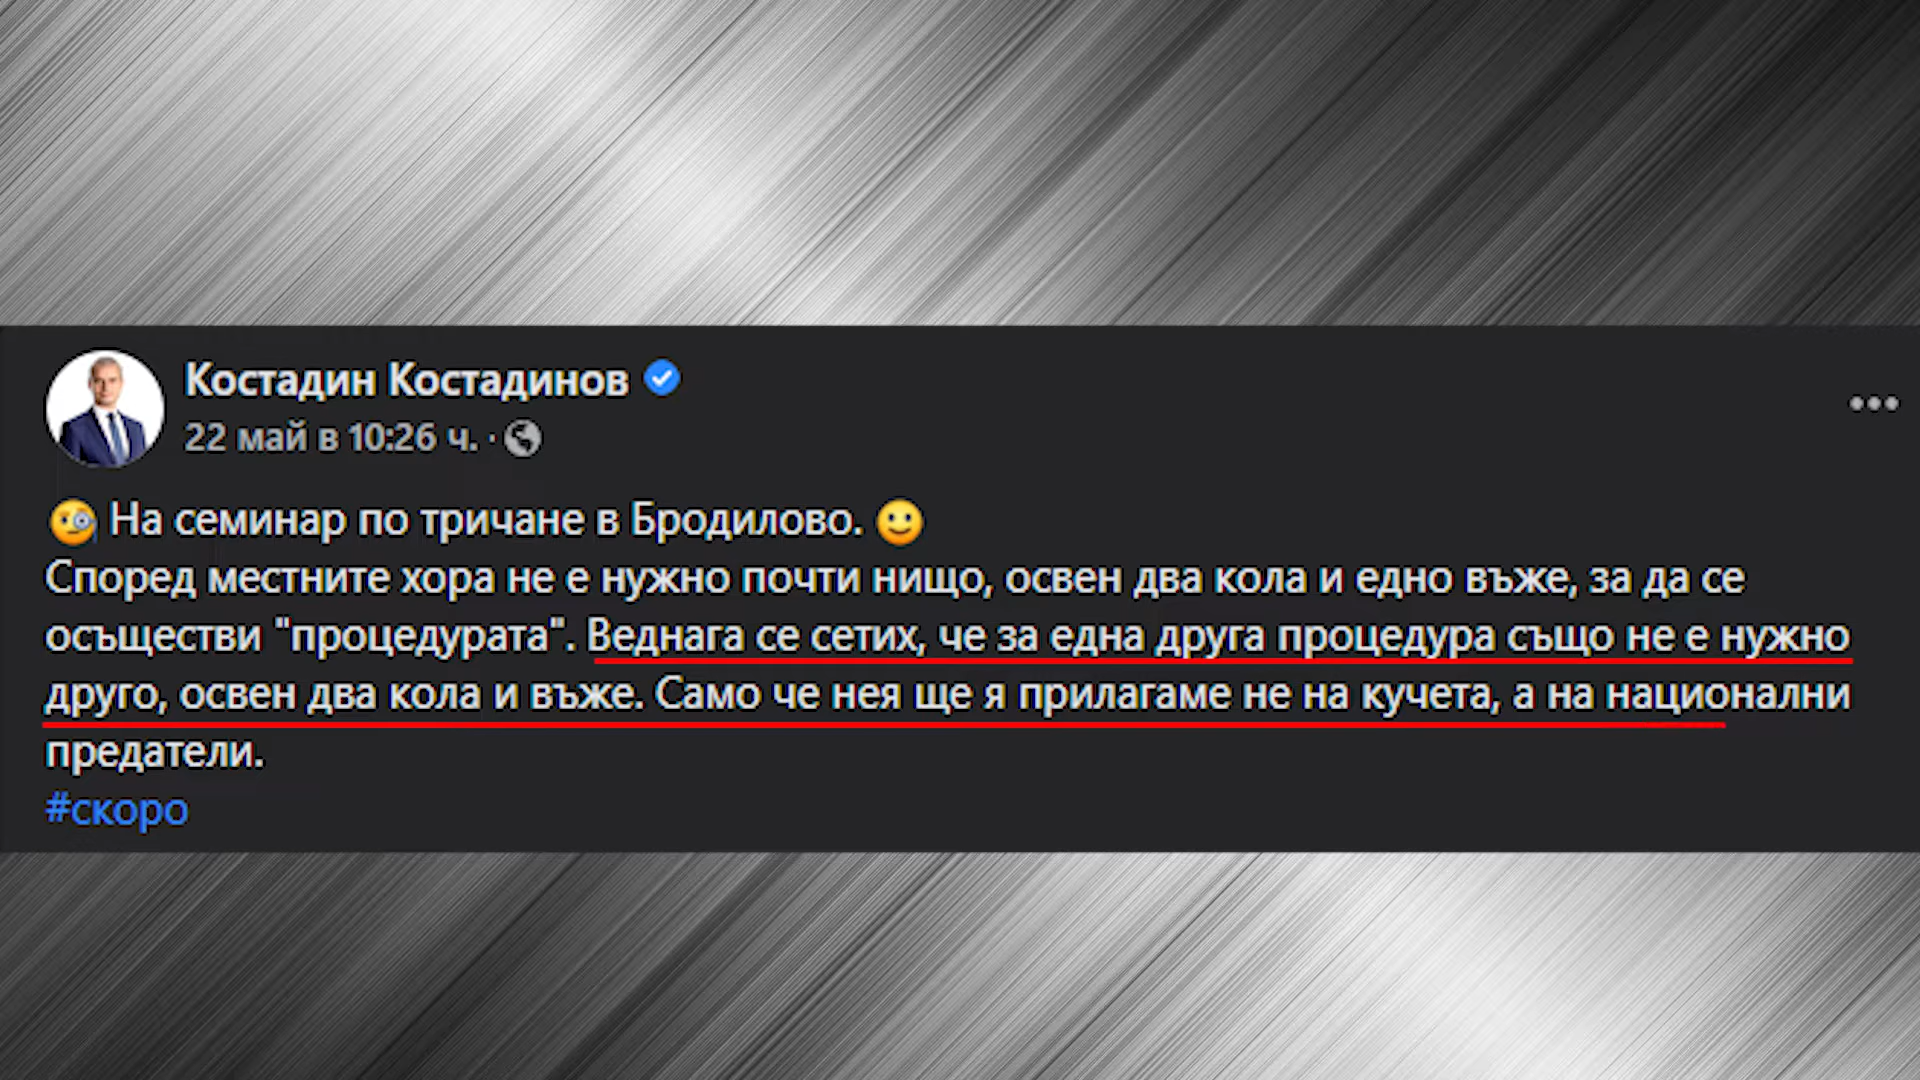 Костадин Костадинов
22 май в 10:26 ч. ·
🧐 На семинар по тричане в Бродилово. 🙂
Според местните хора не е нужно почти нищо, освен два кола и едно въже, за да се
осъществи "процедурата". Веднага се сетих, че за една друга процедура също не е нужно
друго, освен два кола и въже. Само че нея ще я прилагаме не на кучета, а на национални
предатели.
#скоро